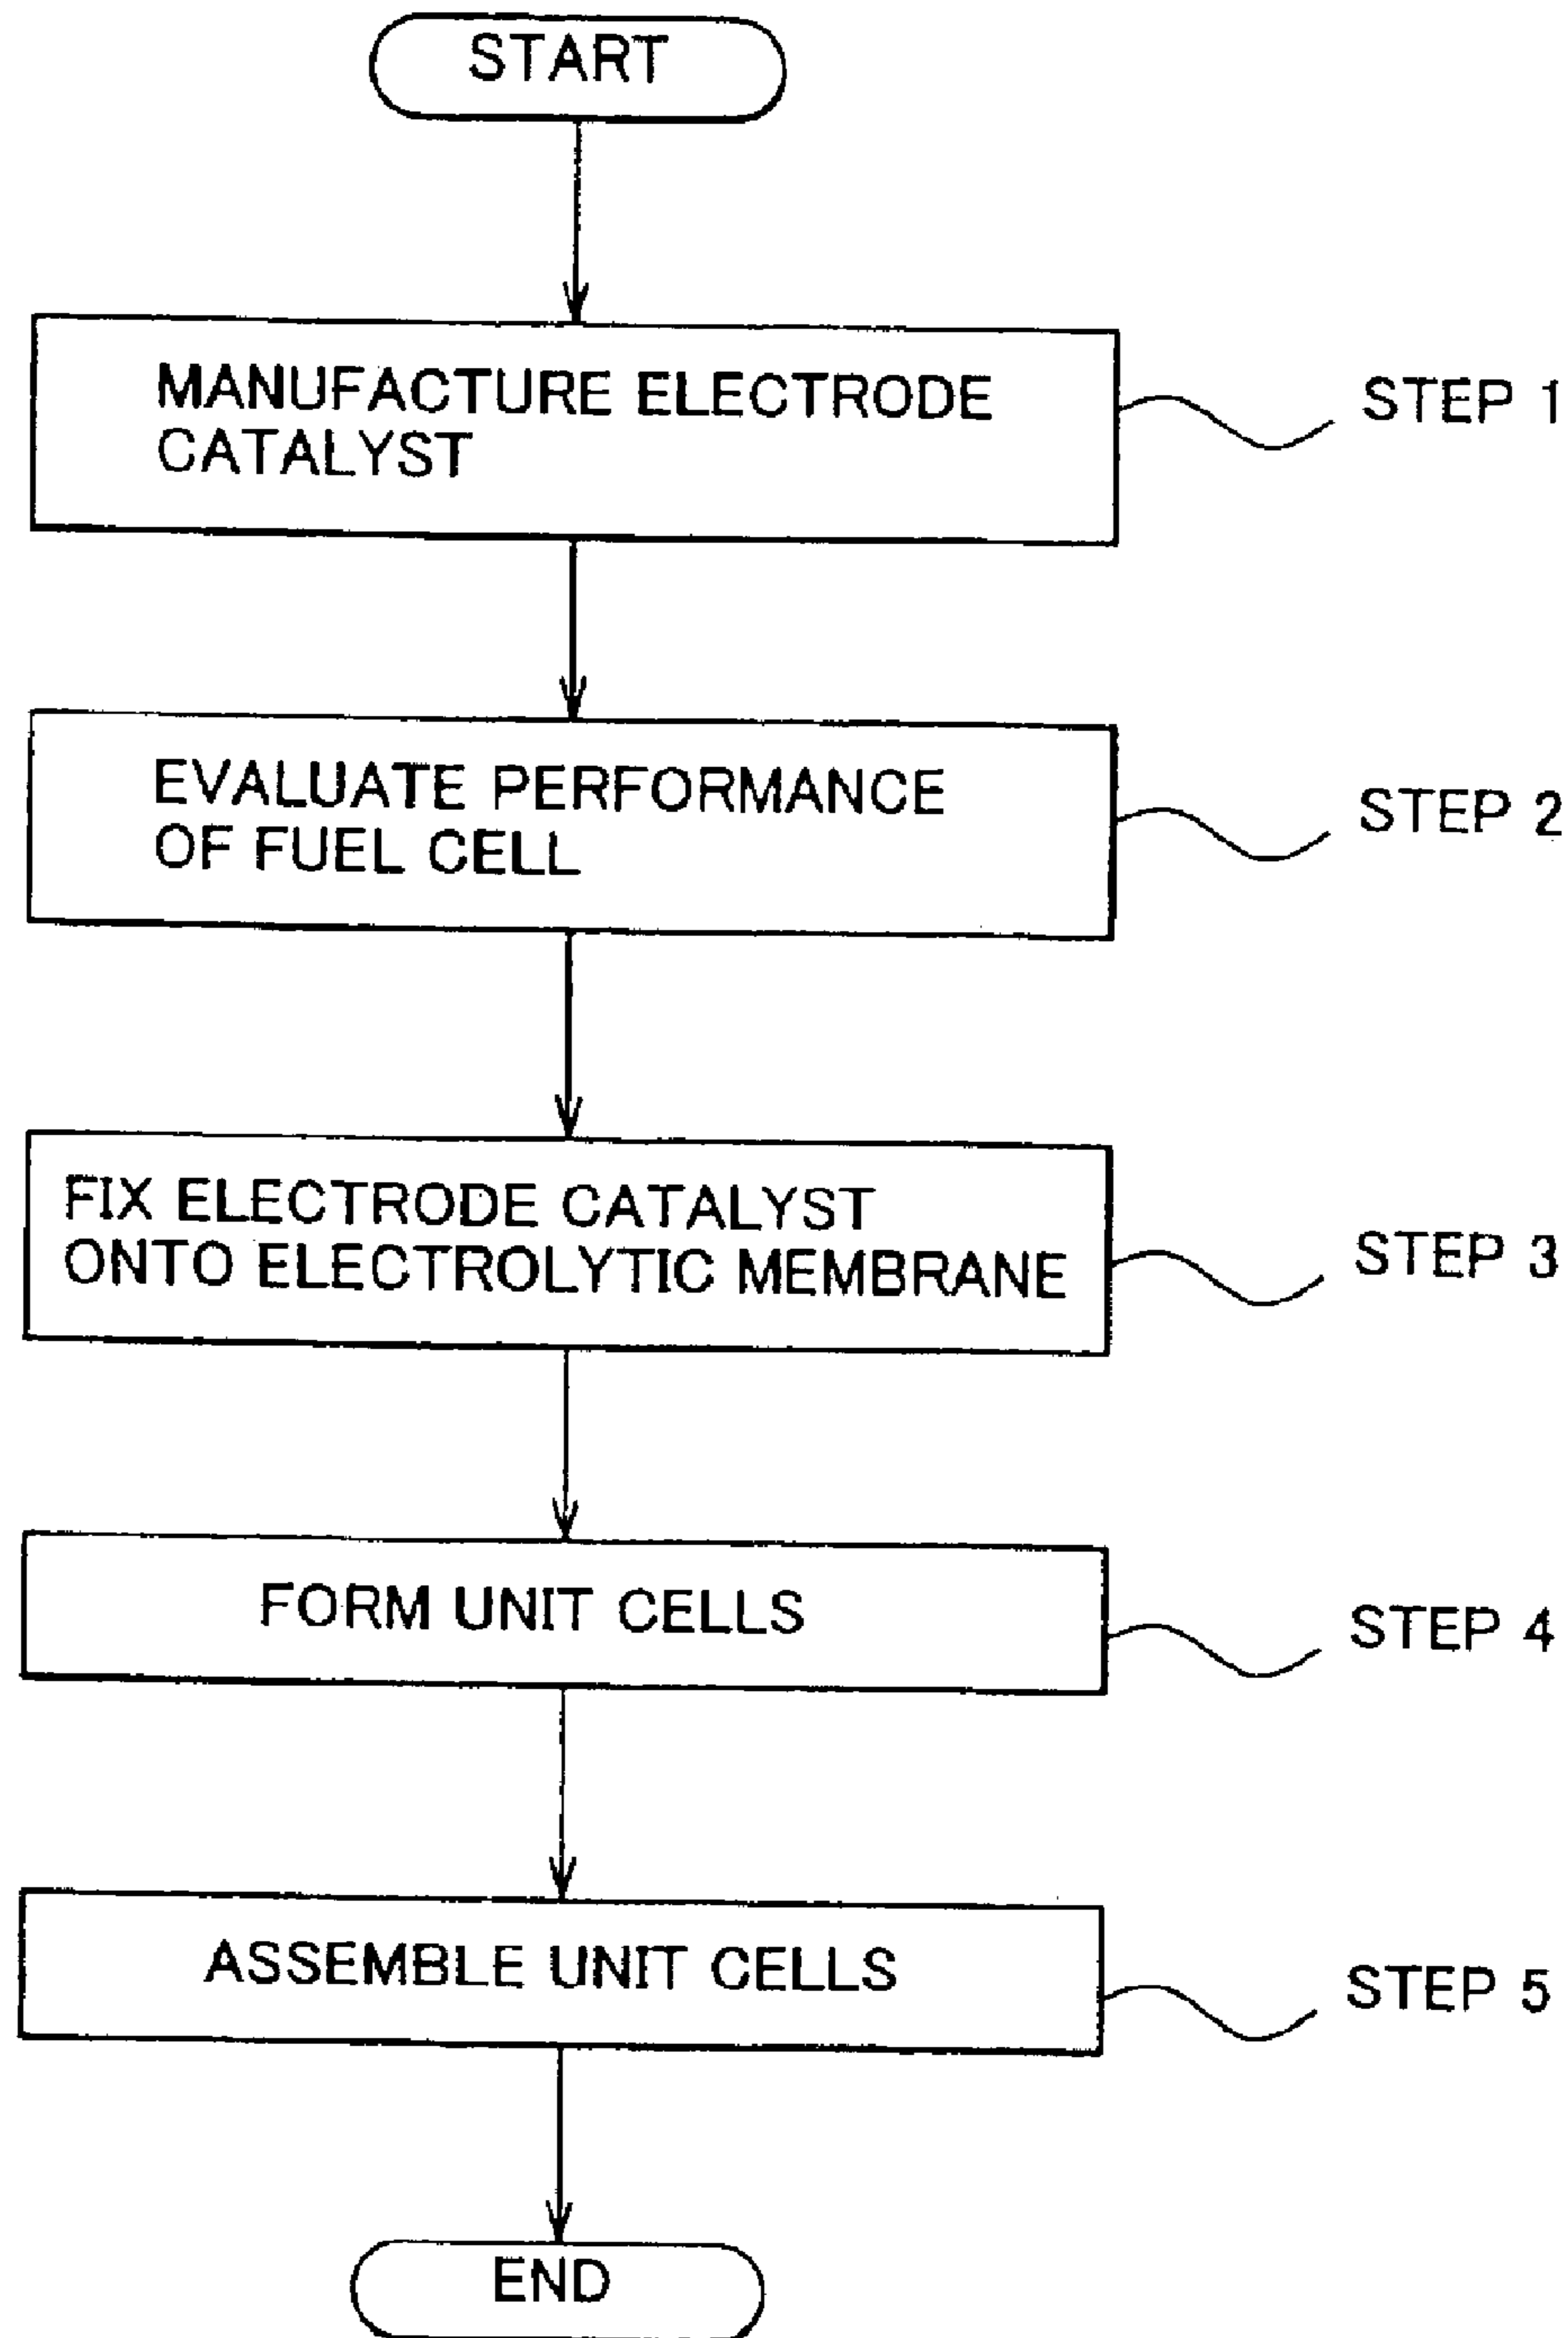 START
MANUFACTURE ELECTRODE
CATALYST
STEP 1
EVALUATE PERFORMANCE
OF FUEL CELL
STEP 2
FIX ELECTRODE CATALYST
ONTO ELECTROLYTIC MEMBRANE
STEP 3
FORM UNIT CELLS
STEP 4
ASSEMBLE UNIT CELLS
STEP 5
END